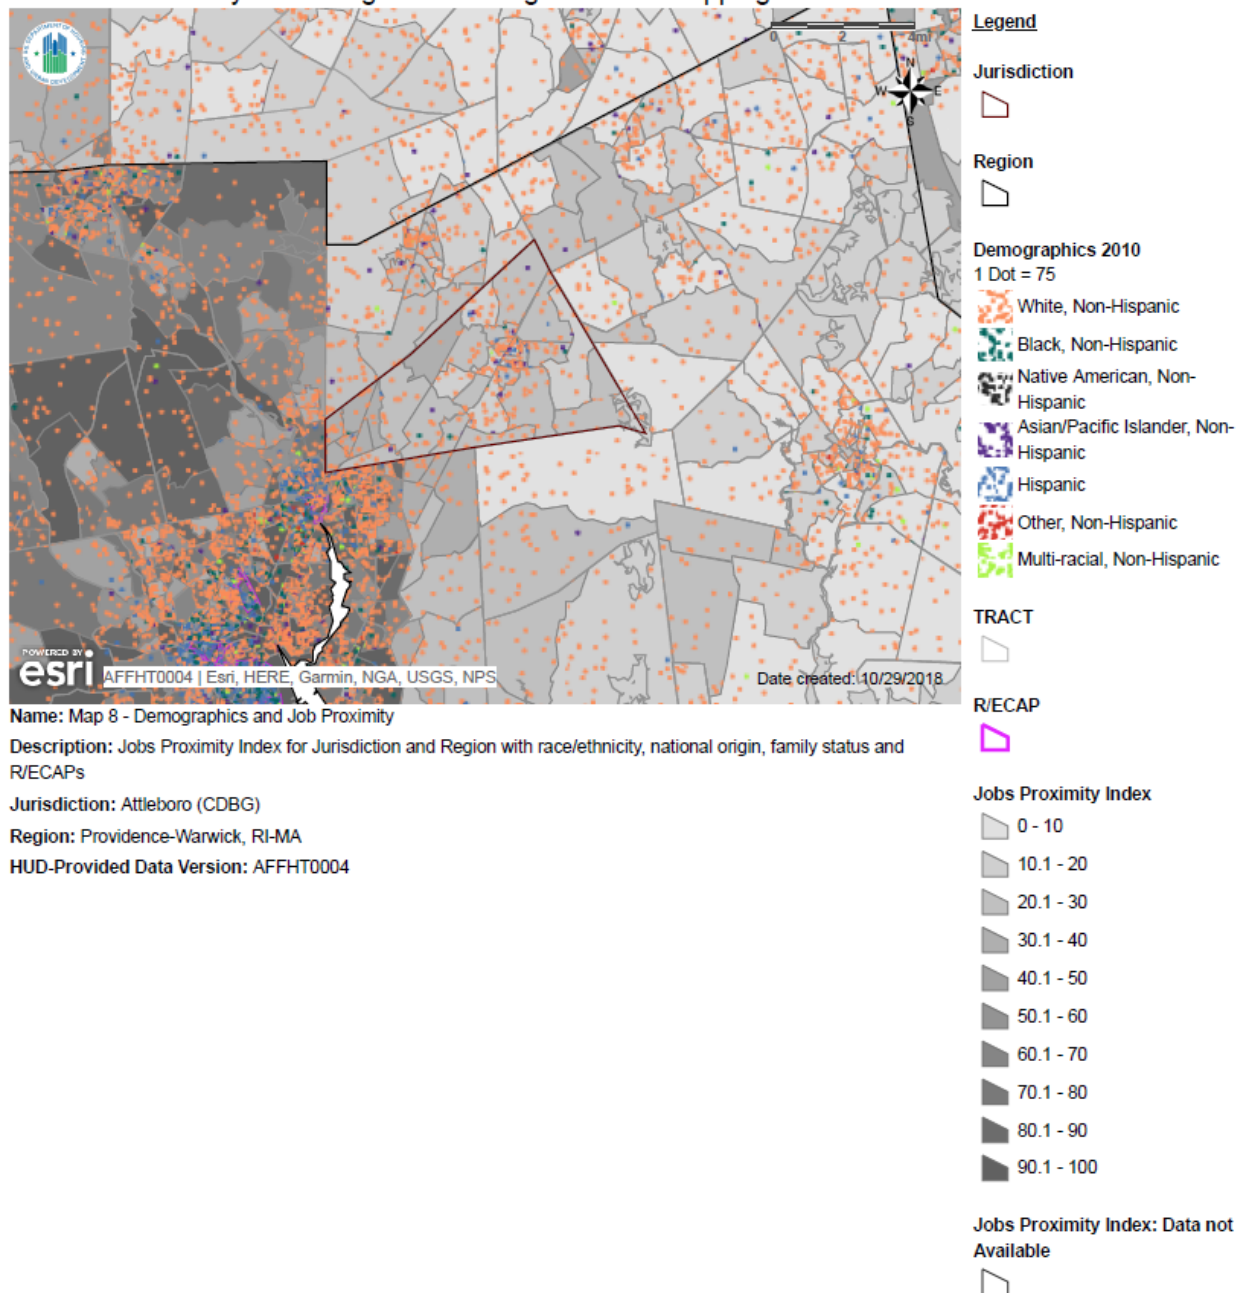 Legend
0 2 4mi
N
W E
S
Jurisdiction
Region
Demographics 2010
1 Dot = 75
White, Non-Hispanic
Black, Non-Hispanic
Native American, Non-
Hispanic
Asian/Pacific Islander, Non-
Hispanic
Hispanic
Other, Non-Hispanic
Multi-racial, Non-Hispanic
TRACT
R/ECAP
POWERED BY
esri
AFFHT0004 | Esri, HERE, Garmin, NGA, USGS, NPS
Date created: 10/29/2018
Name: Map 8 - Demographics and Job Proximity
Description: Jobs Proximity Index for Jurisdiction and Region with race/ethnicity, national origin, family status and
R/ECAPs
Jurisdiction: Attleboro (CDBG)
Region: Providence-Warwick, RI-MA
HUD-Provided Data Version: AFFHT0004
Jobs Proximity Index
0 - 10
10.1 - 20
20.1 - 30
30.1 - 40
40.1 - 50
50.1 - 60
60.1 - 70
70.1 - 80
80.1 - 90
90.1 - 100
Jobs Proximity Index: Data not
Available